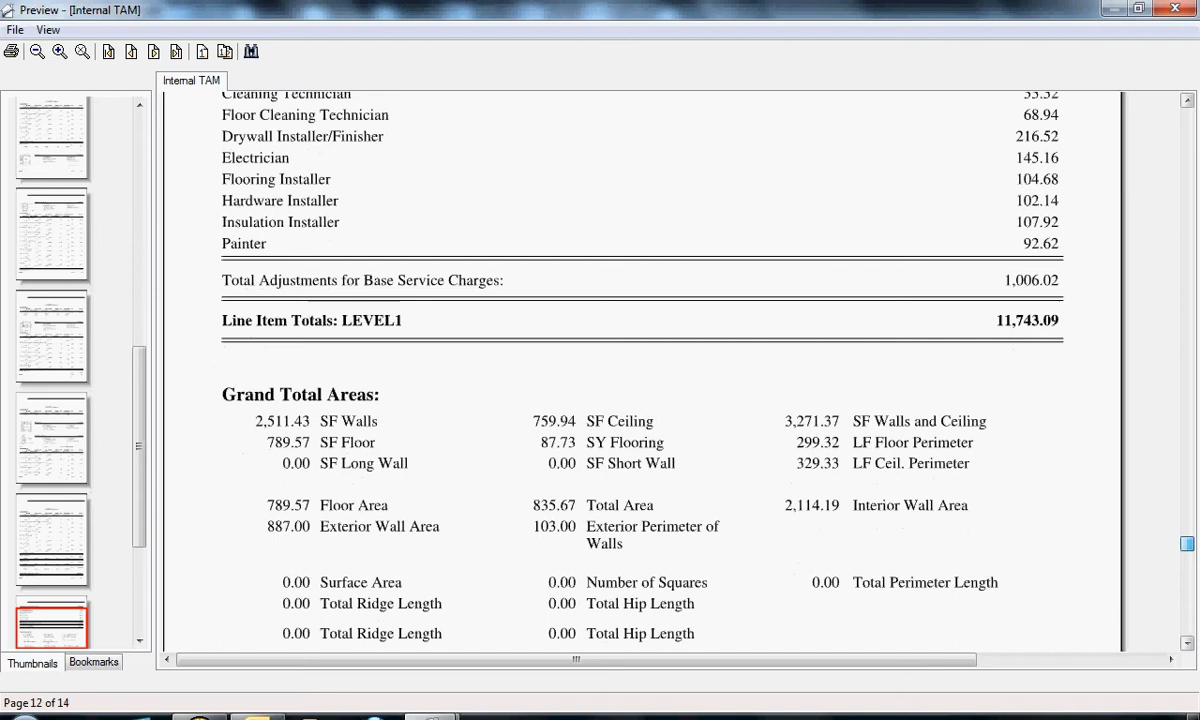 Preview - [Internal TAM]
File View
Internal TAM
Cleaning Technician 53.32
Floor Cleaning Technician 68.94
Drywall Installer/Finisher 216.52
Electrician 145.16
Flooring Installer 104.68
Hardware Installer 102.14
Insulation Installer 107.92
Painter 92.62
Total Adjustments for Base Service Charges: 1,006.02
Line Item Totals: LEVEL1 11,743.09
Grand Total Areas:
2,511.43 SF Walls 759.94 SF Ceiling 3,271.37 SF Walls and Ceiling
789.57 SF Floor 87.73 SY Flooring 299.32 LF Floor Perimeter
0.00 SF Long Wall 0.00 SF Short Wall 329.33 LF Ceil. Perimeter
789.57 Floor Area 835.67 Total Area 2,114.19 Interior Wall Area
887.00 Exterior Wall Area 103.00 Exterior Perimeter of
Walls
0.00 Surface Area 0.00 Number of Squares 0.00 Total Perimeter Length
0.00 Total Ridge Length 0.00 Total Hip Length
0.00 Total Ridge Length 0.00 Total Hip Length
Thumbnails Bookmarks
Page 12 of 14